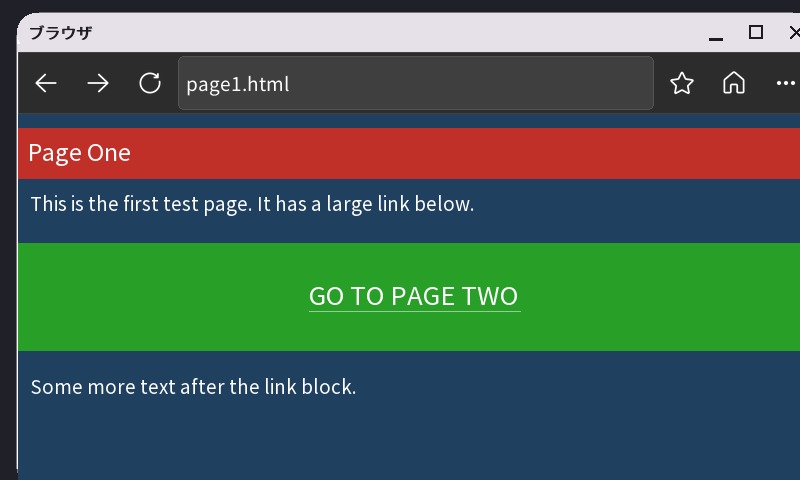 ブラウザ
page1.html
Page One
This is the first test page. It has a large link below.
GO TO PAGE TWO
Some more text after the link block.